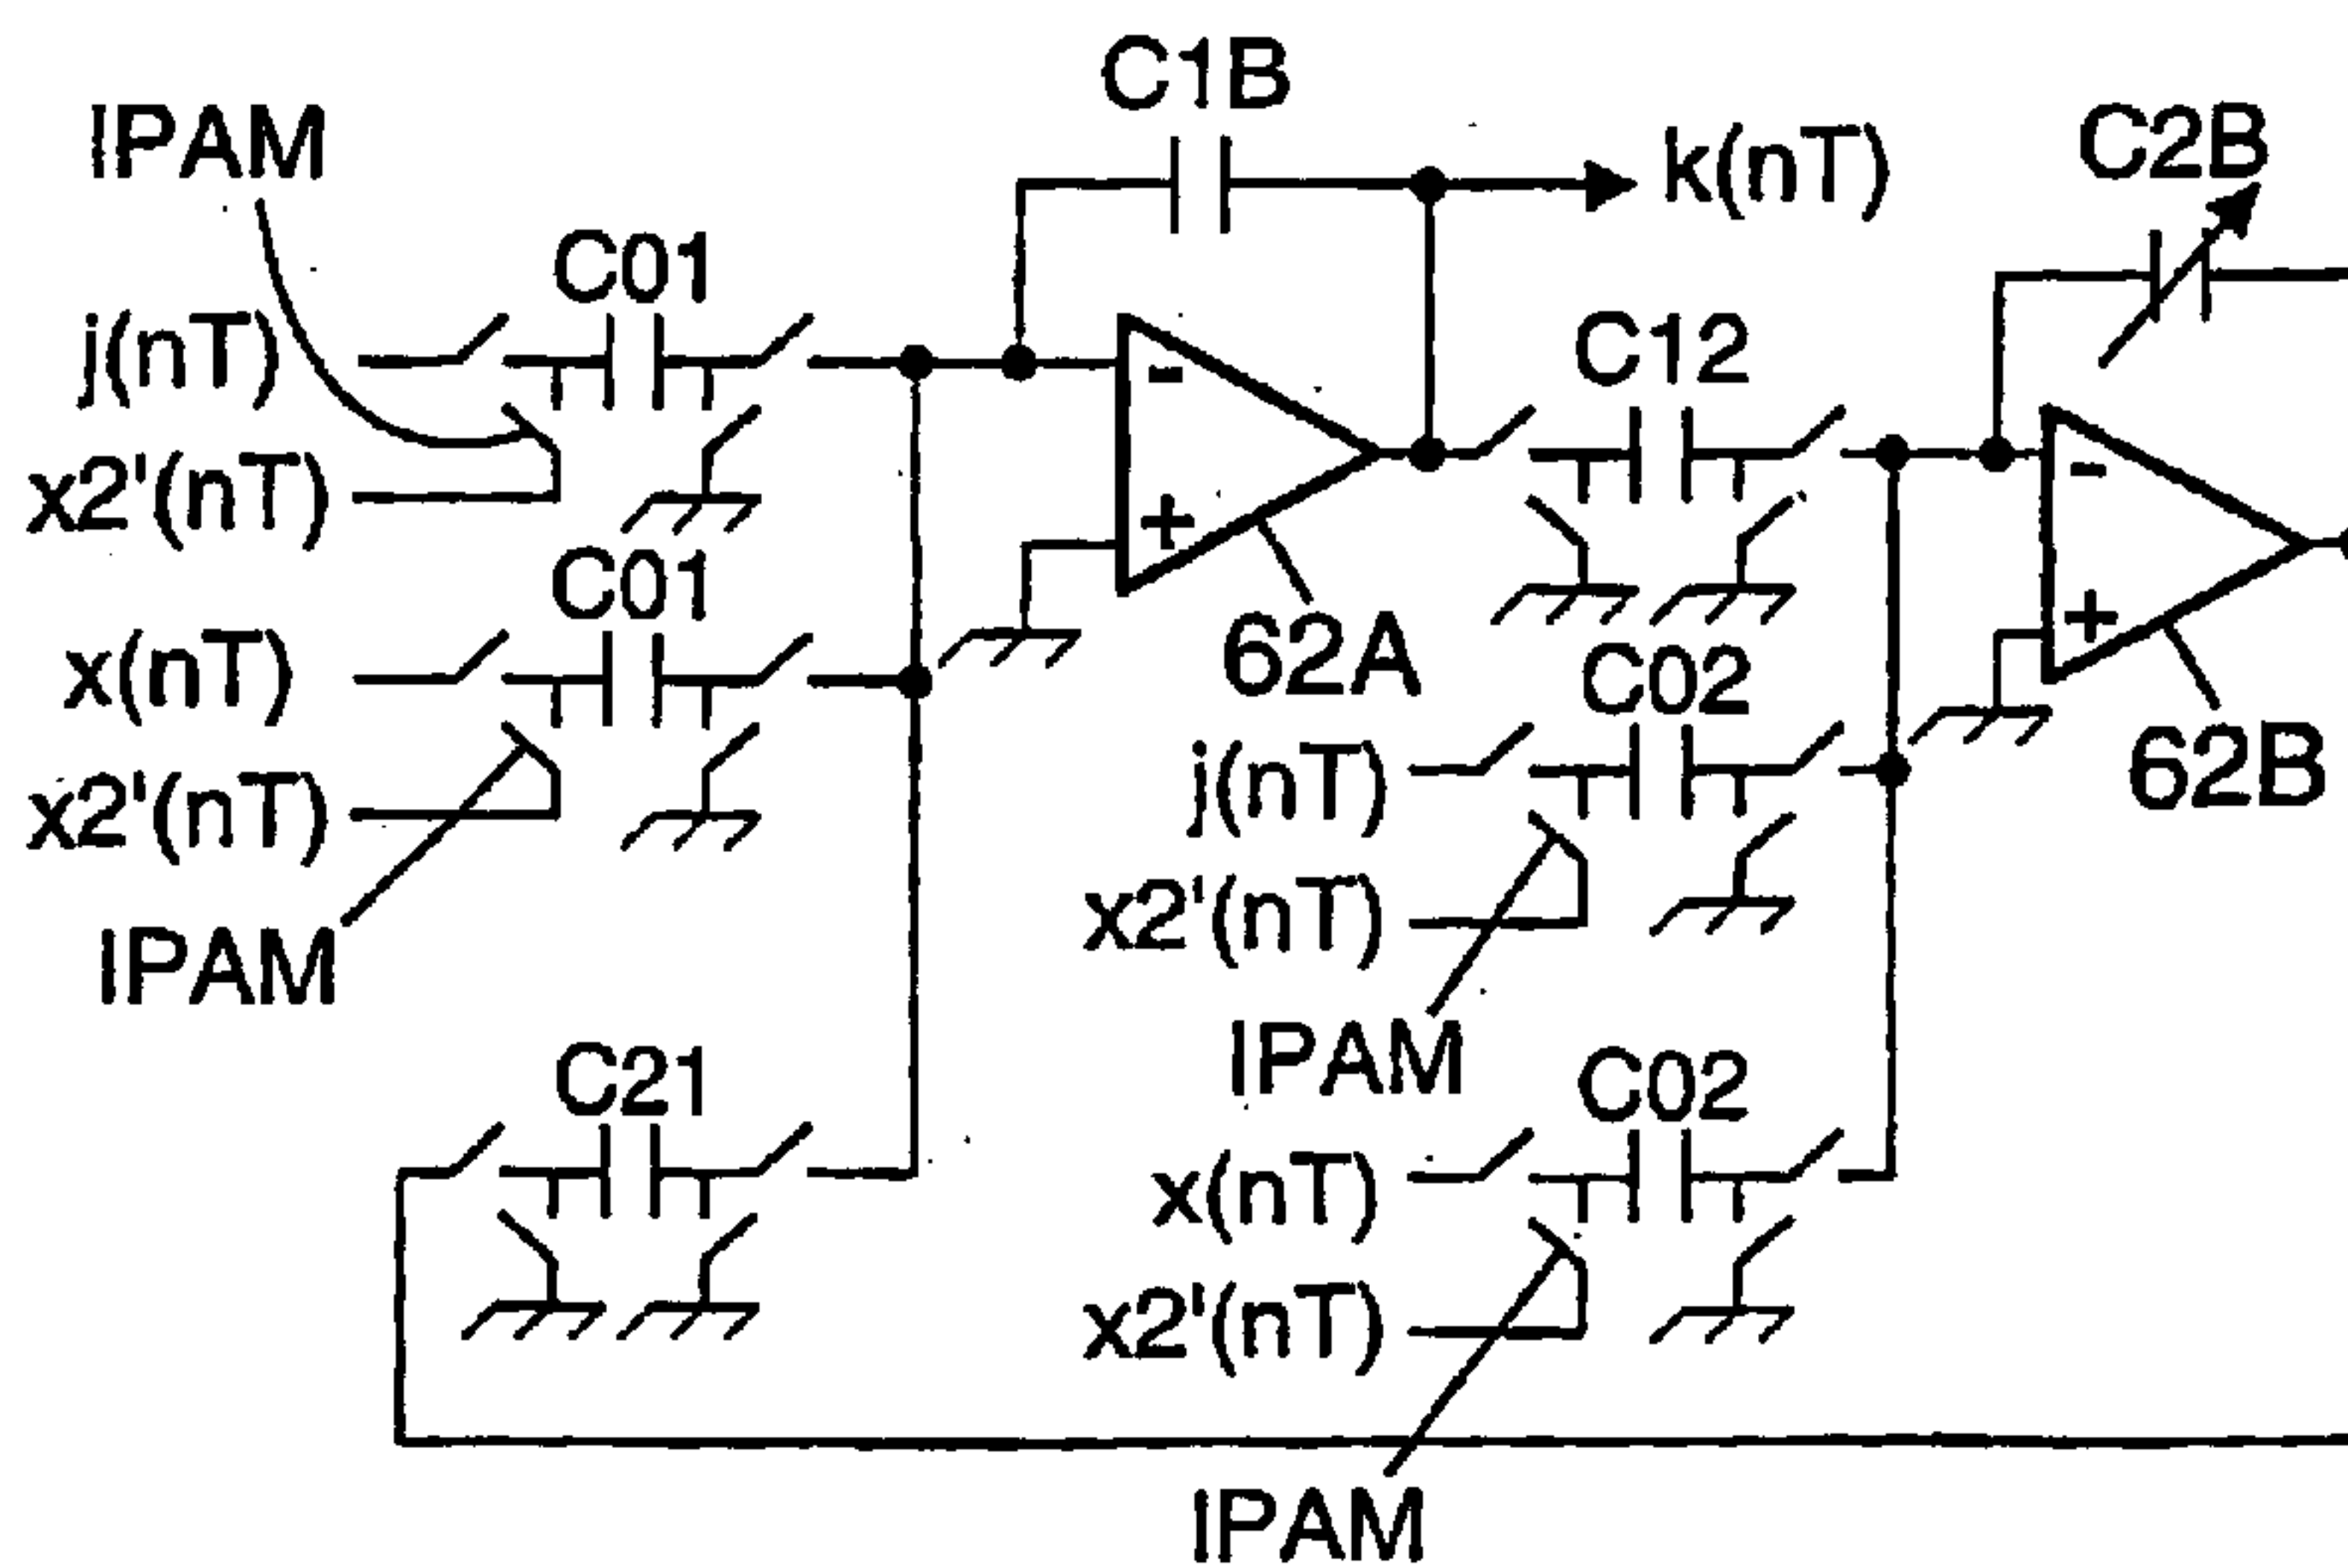 C1B
IPAM
k(nT)
C2B
C01
j(nT)
C12
x2'(nT)
-
+
C01
62A
x(nT)
x2'(nT)
IPAM
-
+
C02
62B
j(nT)
x2'(nT)
IPAM
C21
C02
x(nT)
x2'(nT)
IPAM